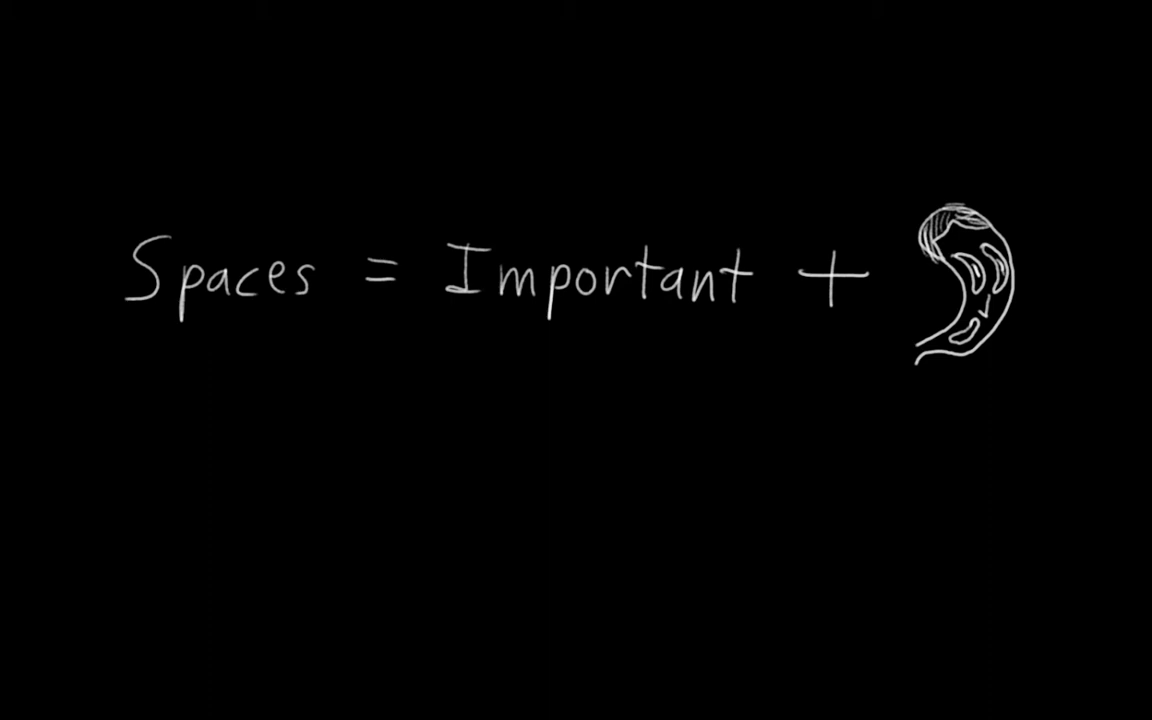 Spaces = Important +